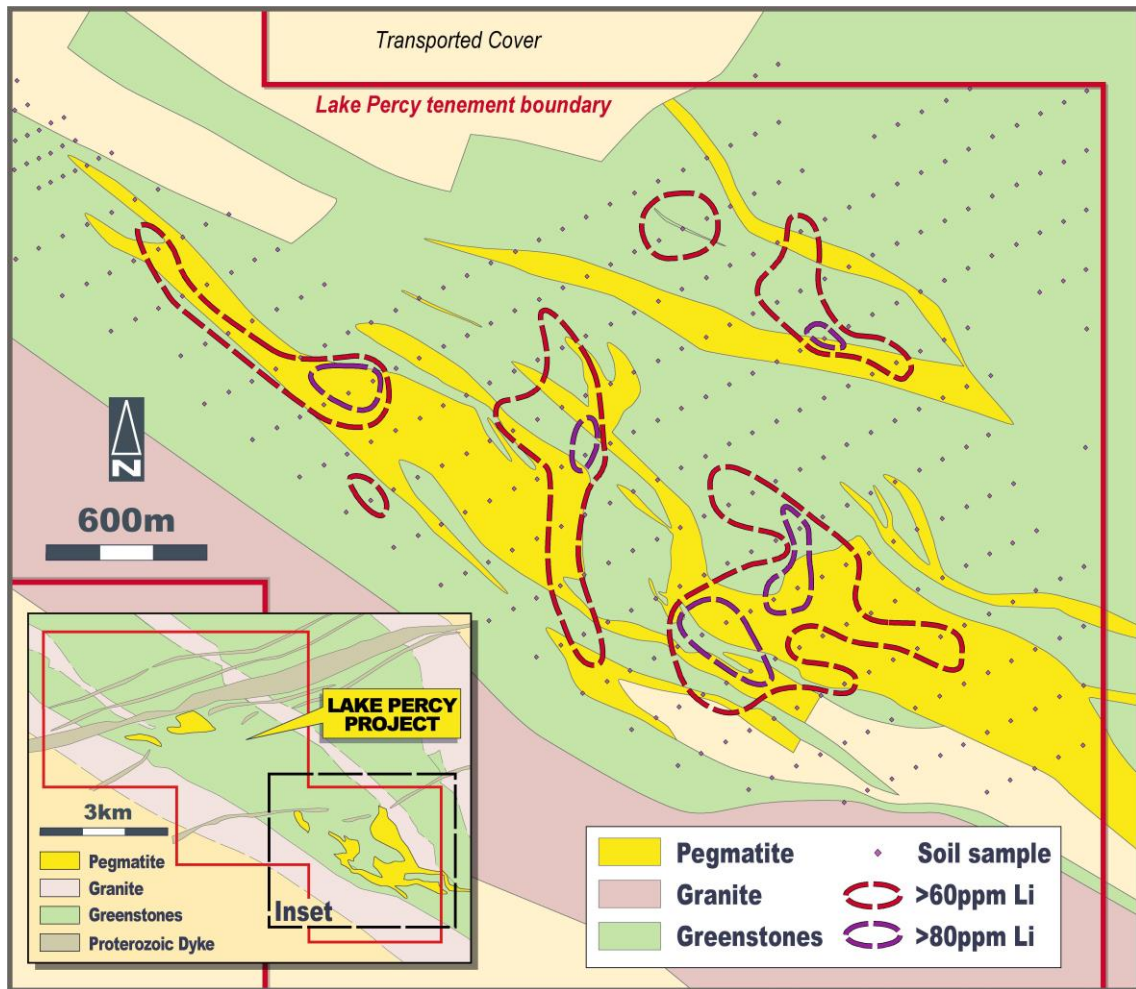 Transported Cover
Lake Percy tenement boundary
N
600m
LAKE PERCY
PROJECT
3km
Pegmatite
Granite
Greenstones
Proterozoic Dyke
Inset
Pegmatite
Granite
Greenstones
Soil sample
>60ppm Li
>80ppm Li